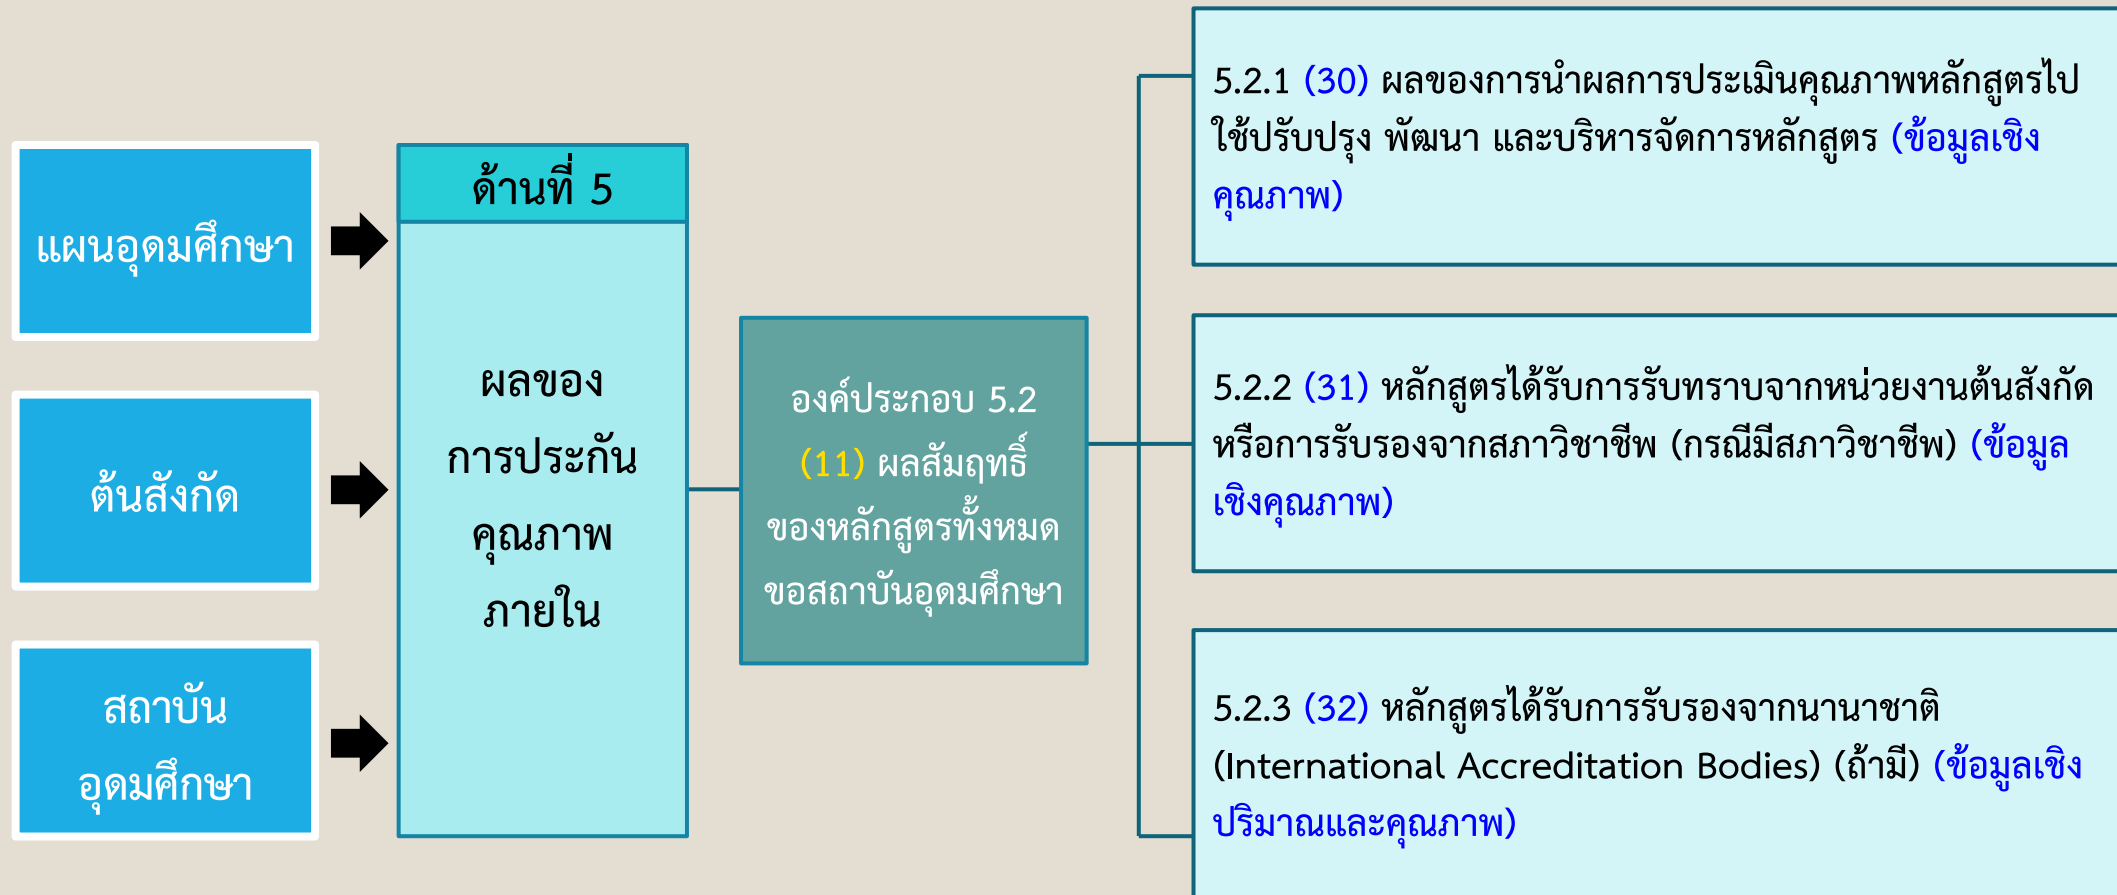 แผนอุดมศึกษา
ต้นสังกัด
สถาบัน
อุดมศึกษา
ด้านที่ 5
ผลของ
การประกัน
คุณภาพ
ภายใน
องค์ประกอบ 5.2
(11) ผลสัมฤทธิ์
ของหลักสูตรทั้งหมด
ขอสถาบันอุดมศึกษา
5.2.1 (30) ผลของการนำผลการประเมินคุณภาพหลักสูตรไป
ใช้ปรับปรุง พัฒนา และบริหารจัดการหลักสูตร (ข้อมูลเชิง
คุณภาพ)
5.2.2 (31) หลักสูตรได้รับการรับทราบจากหน่วยงานต้นสังกัด
หรือการรับรองจากสภาวิชาชีพ (กรณีมีสภาวิชาชีพ) (ข้อมูล
เชิงคุณภาพ)
5.2.3 (32) หลักสูตรได้รับการรับรองจากนานาชาติ
(International Accreditation Bodies) (ถ้ามี) (ข้อมูลเชิง
ปริมาณและคุณภาพ)